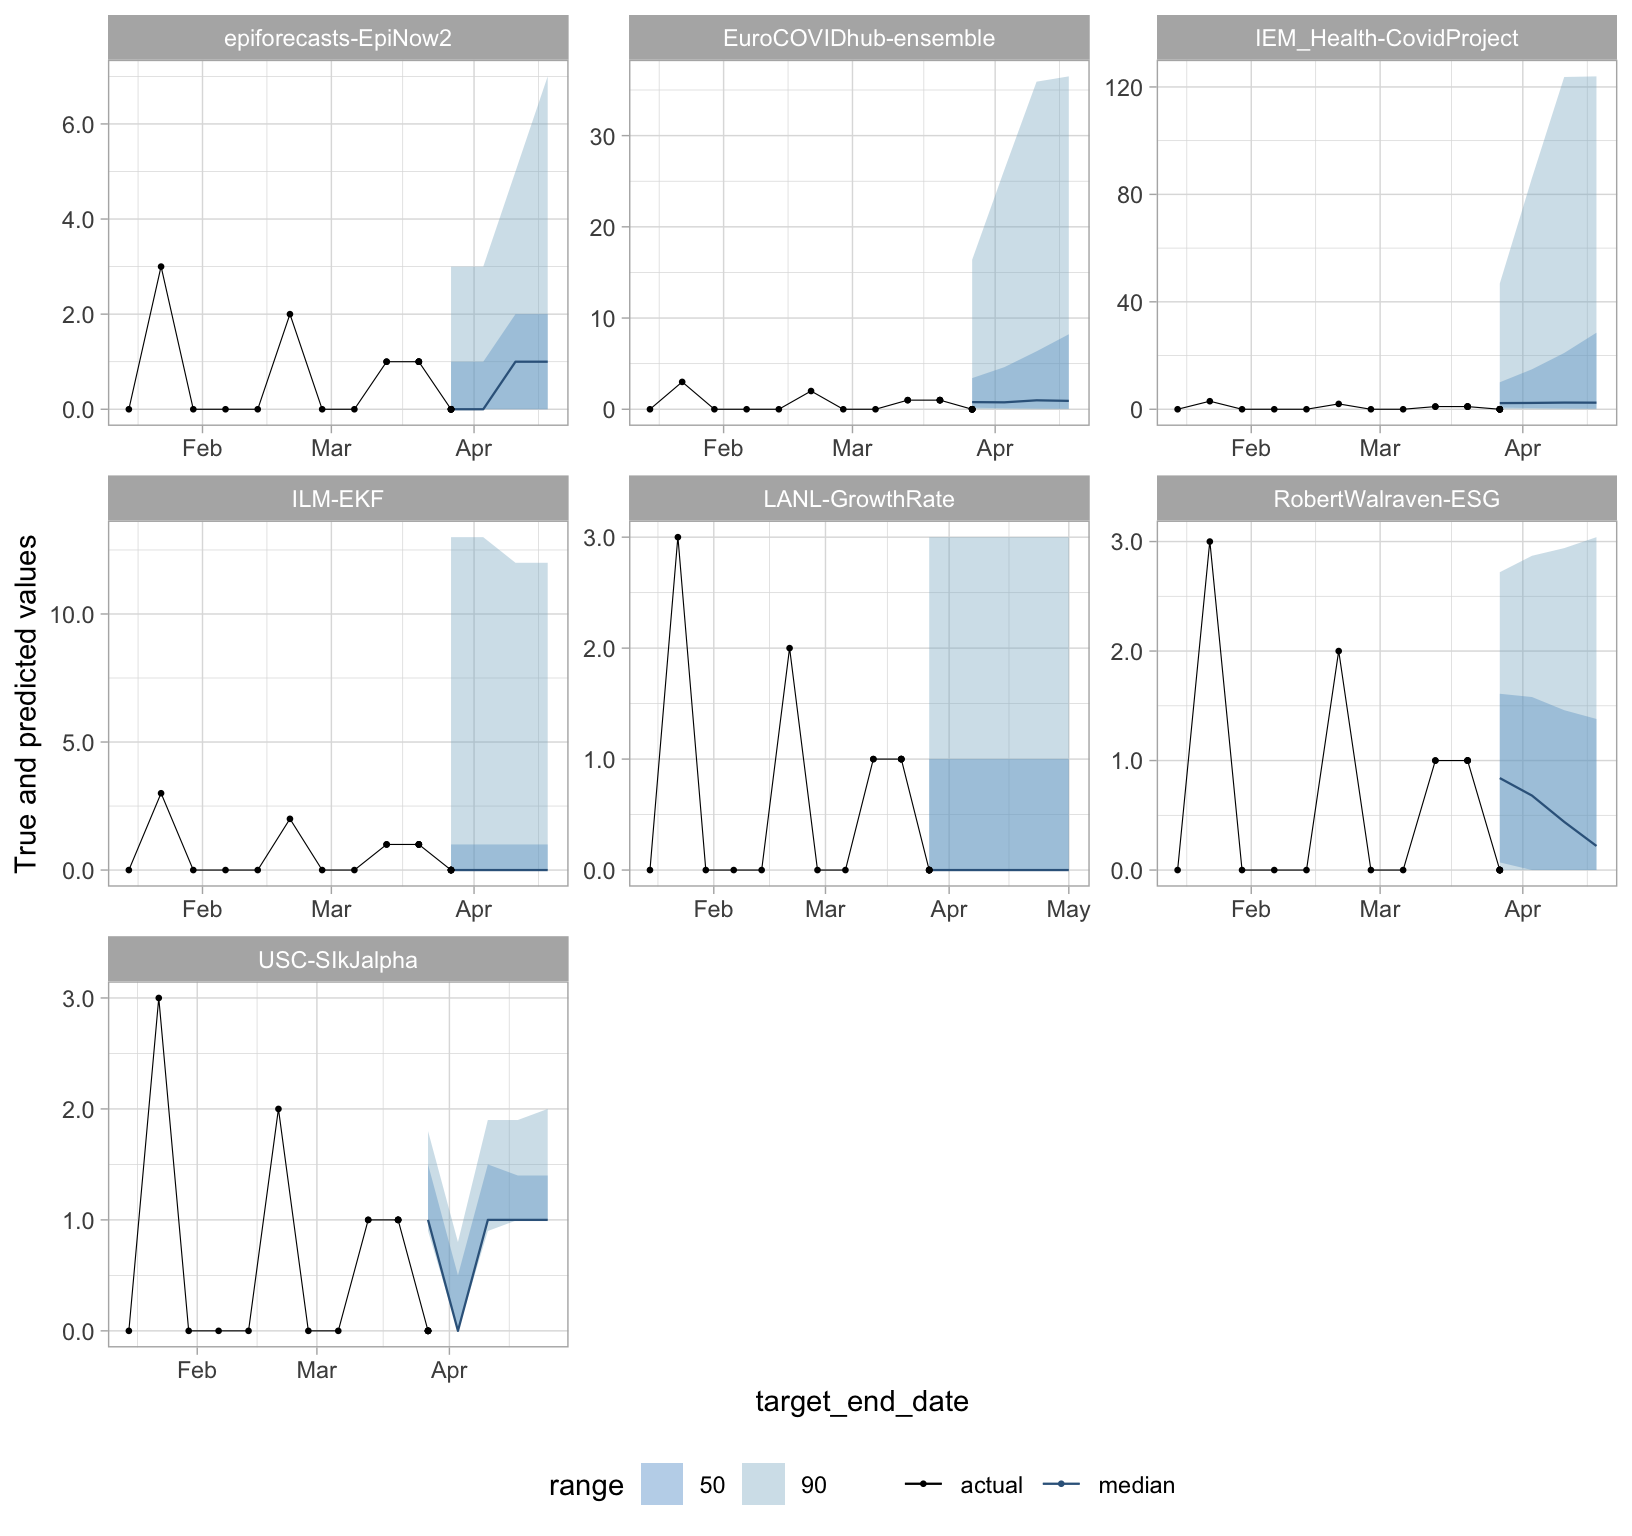 epiforecasts-EpiNow2
EuroCOVIDhub-ensemble
IEM_Health-CovidProject
6.0
4.0
2.0
0.0
Feb Mar Apr
30
20
10
0
Feb Mar Apr
120
80
40
0
Feb Mar Apr
True and predicted values
ILM-EKF
LANL-GrowthRate
RobertWalraven-ESG
10.0
5.0
0.0
Feb Mar Apr
3.0
2.0
1.0
0.0
Feb Mar Apr May
3.0
2.0
1.0
0.0
Feb Mar Apr
USC-SIkJalpha
3.0
2.0
1.0
0.0
Feb Mar Apr
target_end_date
range 50 90 actual median